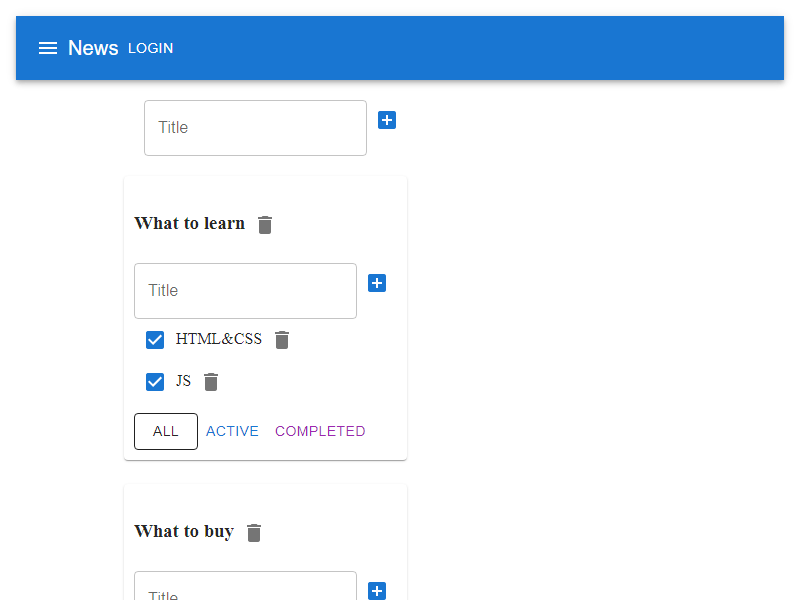 News LOGIN
Title
What to learn
Title
HTML&CSS
JS
ALL ACTIVE COMPLETED
What to buy
Title